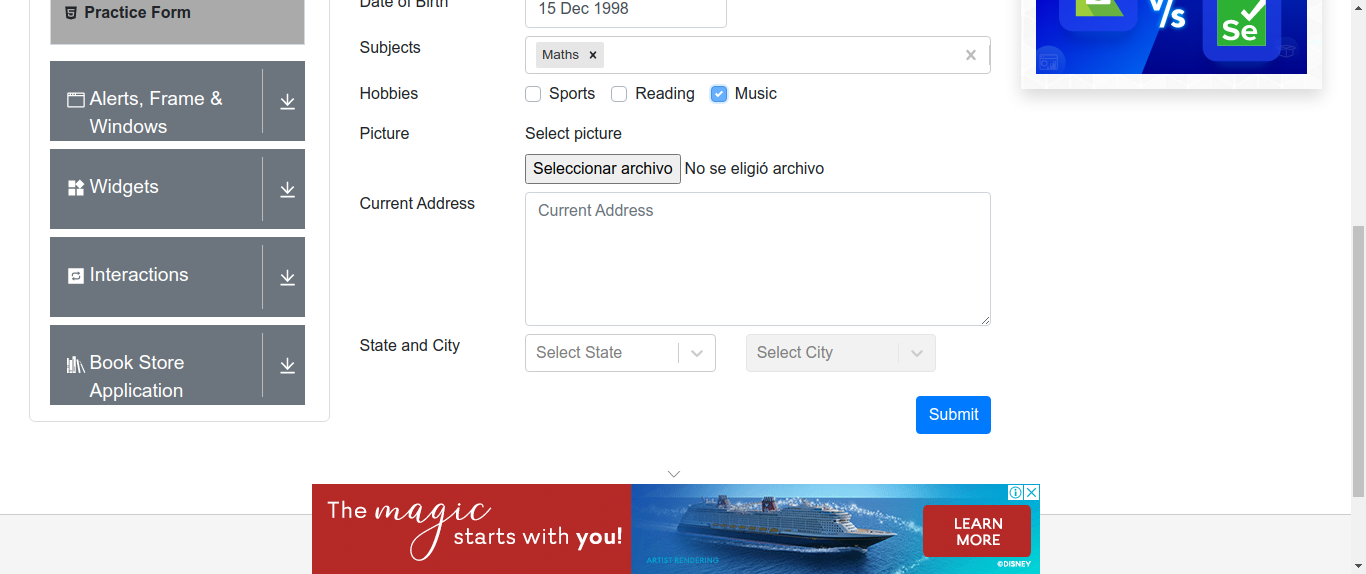 Practice Form
Alerts, Frame &
Windows
Widgets
Interactions
Book Store
Application
Date of Birth
15 Dec 1998
Subjects
Maths ×
Hobbies
Sports
Reading
Music
Picture
Select picture
Seleccionar archivo No se eligió archivo
Current Address
Current Address
State and City
Select State
Select City
Submit
V/s
Se
The magic
starts with you!
ARTIST RENDERING
LEARN
MORE
©DISNEY